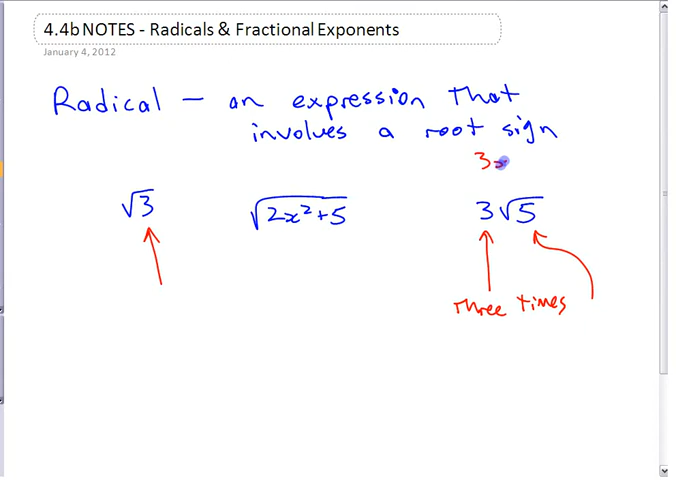 4.4b NOTES - Radicals & Fractional Exponents
January 4, 2012
Radical — an expression that
involves a root sign
3x
√3 √(2x²+5) 3√5
Three times